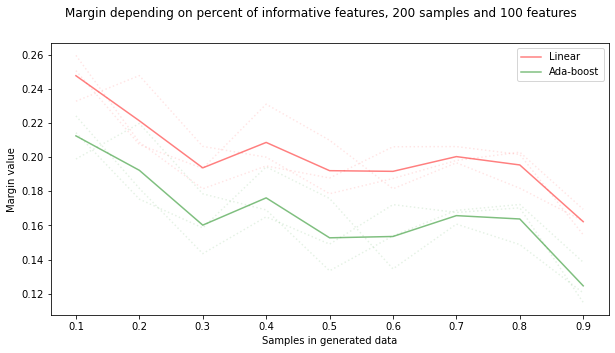 Margin depending on percent of informative features, 200 samples and 100 features
Linear
Ada-boost
Margin value
0.26
0.24
0.22
0.20
0.18
0.16
0.14
0.12
0.1 0.2 0.3 0.4 0.5 0.6 0.7 0.8 0.9
Samples in generated data